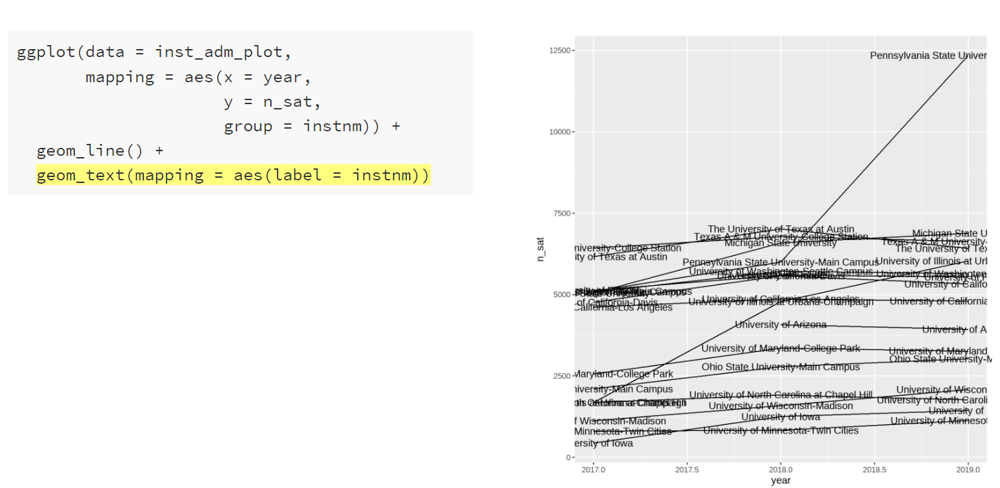 ggplot(data = inst_adm_plot,
mapping = aes(x = year,
y = n_sat,
group = instnm)) +
geom_line() +
geom_text(mapping = aes(label = instnm))
12500
Pennsylvania State Univer
10000
7500
The University of Texas at Austin
Michigan State U
Texas A & M University-College Station
Texas A & M University-
Michigan State University
niversity-College Station
The University of Tex
ity of Texas at Austin
n_sat
Pennsylvania State University-Main Campus
University of Illinois at Urb
University of Washington-Seattle Campus
University of Washington
University of California-Davis
University of Califo
5000
of California-Davis
University of California-Los Angeles
University of Illinois at Urbana-Champaign
University of California
California-Los Angeles
University of Arizona
University of A
University of Maryland-College Park
University of Maryland
Ohio State University-M
Ohio State University-Main Campus
Maryland-College Park
2500
niversity-Main Campus
University of Wiscon
University of North Carolina at Chapel Hill
University of North Caroli
University of Wisconsin-Madison
University of
University of Iowa
f Wisconsin-Madison
University of Minnesot
Minnesota-Twin Cities
University of Minnesota-Twin Cities
ersity of Iowa
0
2017.0
2017.5
2018.0
2018.5
2019.0
year